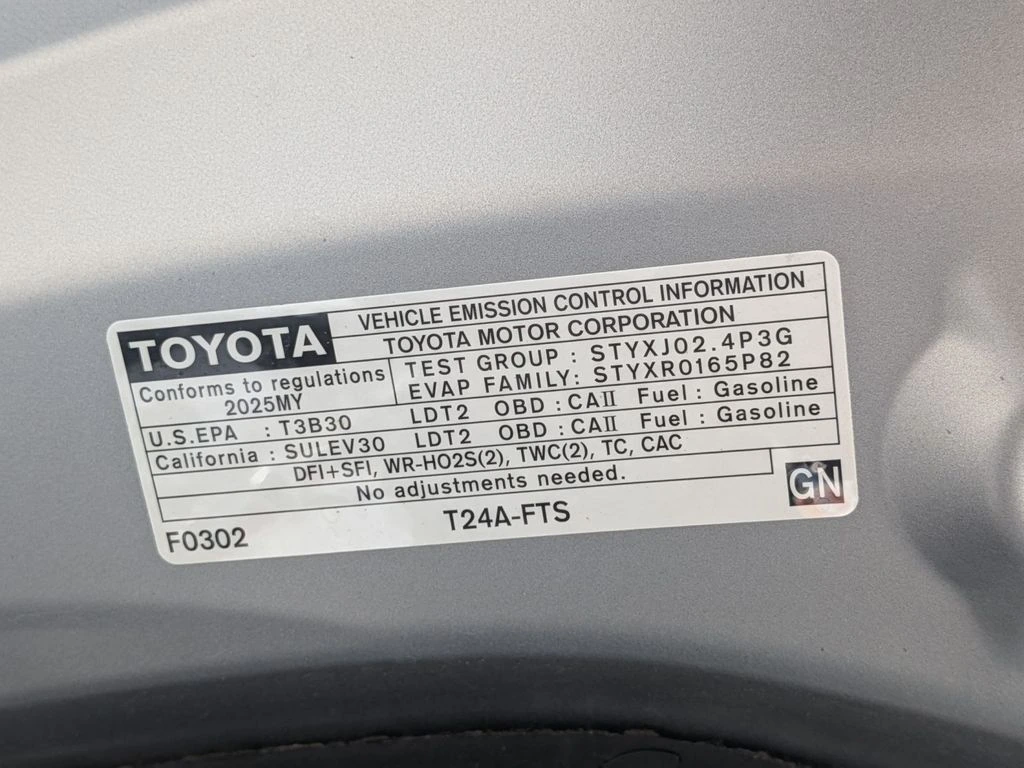 TOYOTA
VEHICLE EMISSION CONTROL INFORMATION
TOYOTA MOTOR CORPORATION
Conforms to regulations
2025MY
TEST GROUP : STYXJ02.4P3G
EVAP FAMILY: STYXR0165P82
U.S.EPA : T3B30 LDT2 OBD : CAII Fuel : Gasoline
California : SULEV30 LDT2 OBD : CAII Fuel : Gasoline
DFI+SFI, WR-HO2S(2), TWC(2), TC, CAC
No adjustments needed.
GN
F0302
T24A-FTS